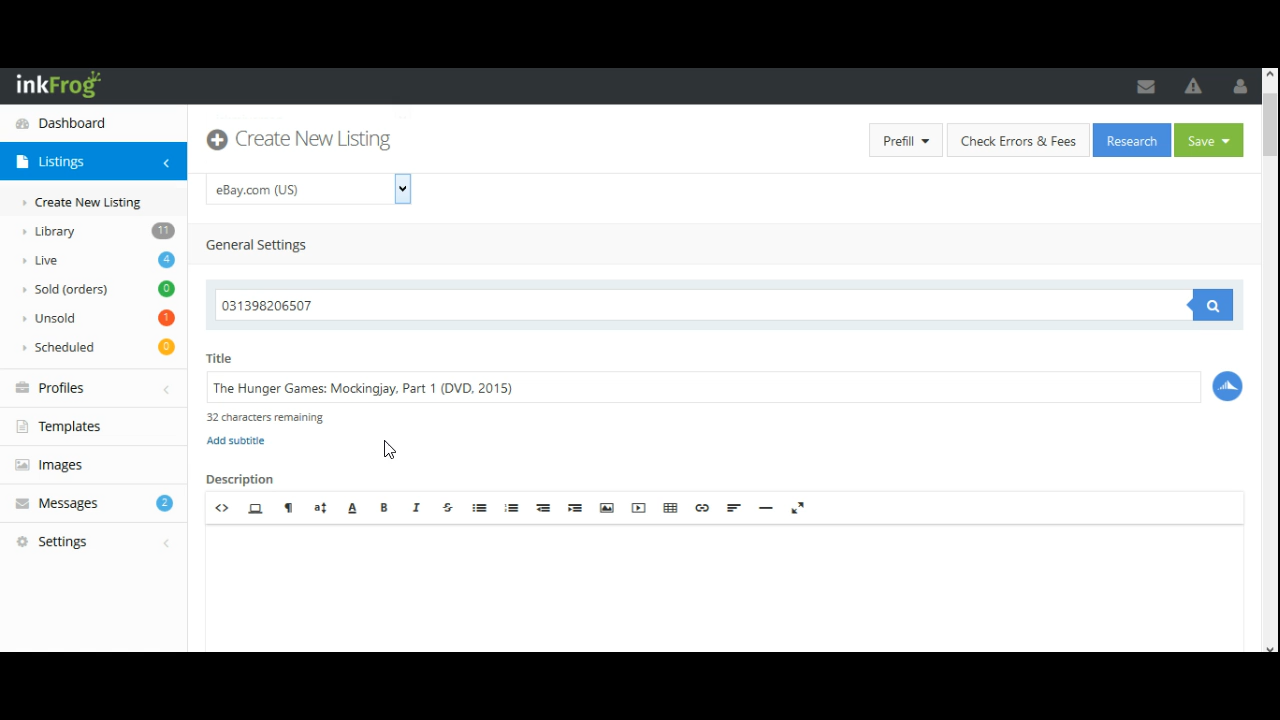 inkFrog
Dashboard
Listings
Create New Listing
Library 11
Live 4
Sold (orders) 0
Unsold 1
Scheduled 0
Profiles
Templates
Images
Messages 2
Settings
Create New Listing
Prefill
Check Errors & Fees
Research
Save
eBay.com (US)
General Settings
031398206507
Title
The Hunger Games: Mockingjay, Part 1 (DVD, 2015)
32 characters remaining
Add subtitle
Description